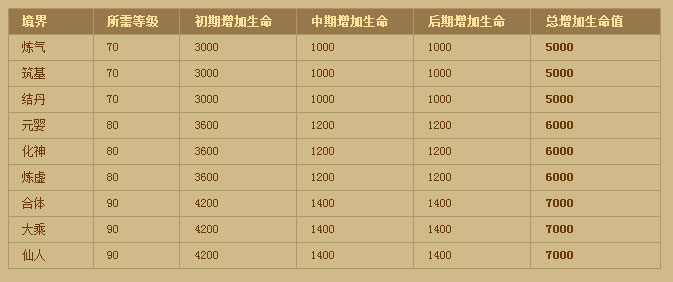 境界 所需等级 初期增加生命 中期增加生命 后期增加生命 总增加生命值
炼气 70 3000 1000 1000 5000
筑基 70 3000 1000 1000 5000
结丹 70 3000 1000 1000 5000
元婴 80 3600 1200 1200 6000
化神 80 3600 1200 1200 6000
炼虚 80 3600 1200 1200 6000
合体 90 4200 1400 1400 7000
大乘 90 4200 1400 1400 7000
仙人 90 4200 1400 1400 7000